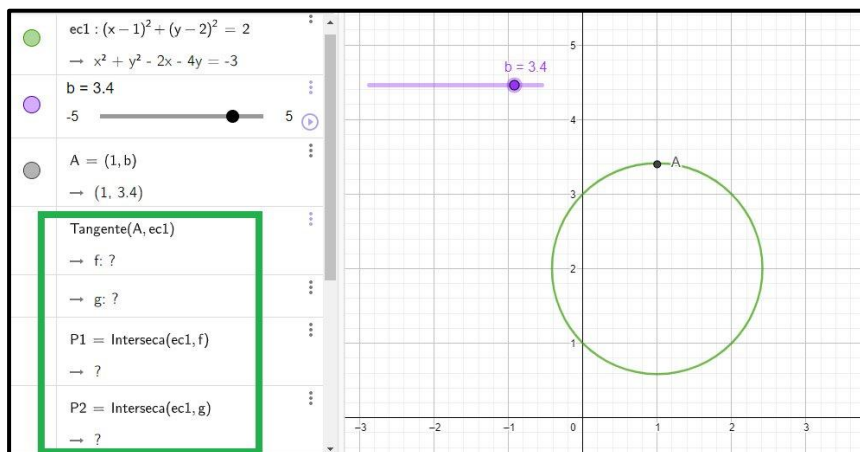 ec1 : (x − 1)² + (y − 2)² = 2
→ x² + y² - 2x - 4y = -3
b = 3.4
-5 5
A = (1, b)
→ (1, 3.4)
Tangente(A, ec1)
→ f: ?
→ g: ?
P1 = Interseca(ec1, f)
→ ?
P2 = Interseca(ec1, g)
→ ?
b = 3.4
A
5
4
3
2
1
−3 −2 −1 0 1 2 3